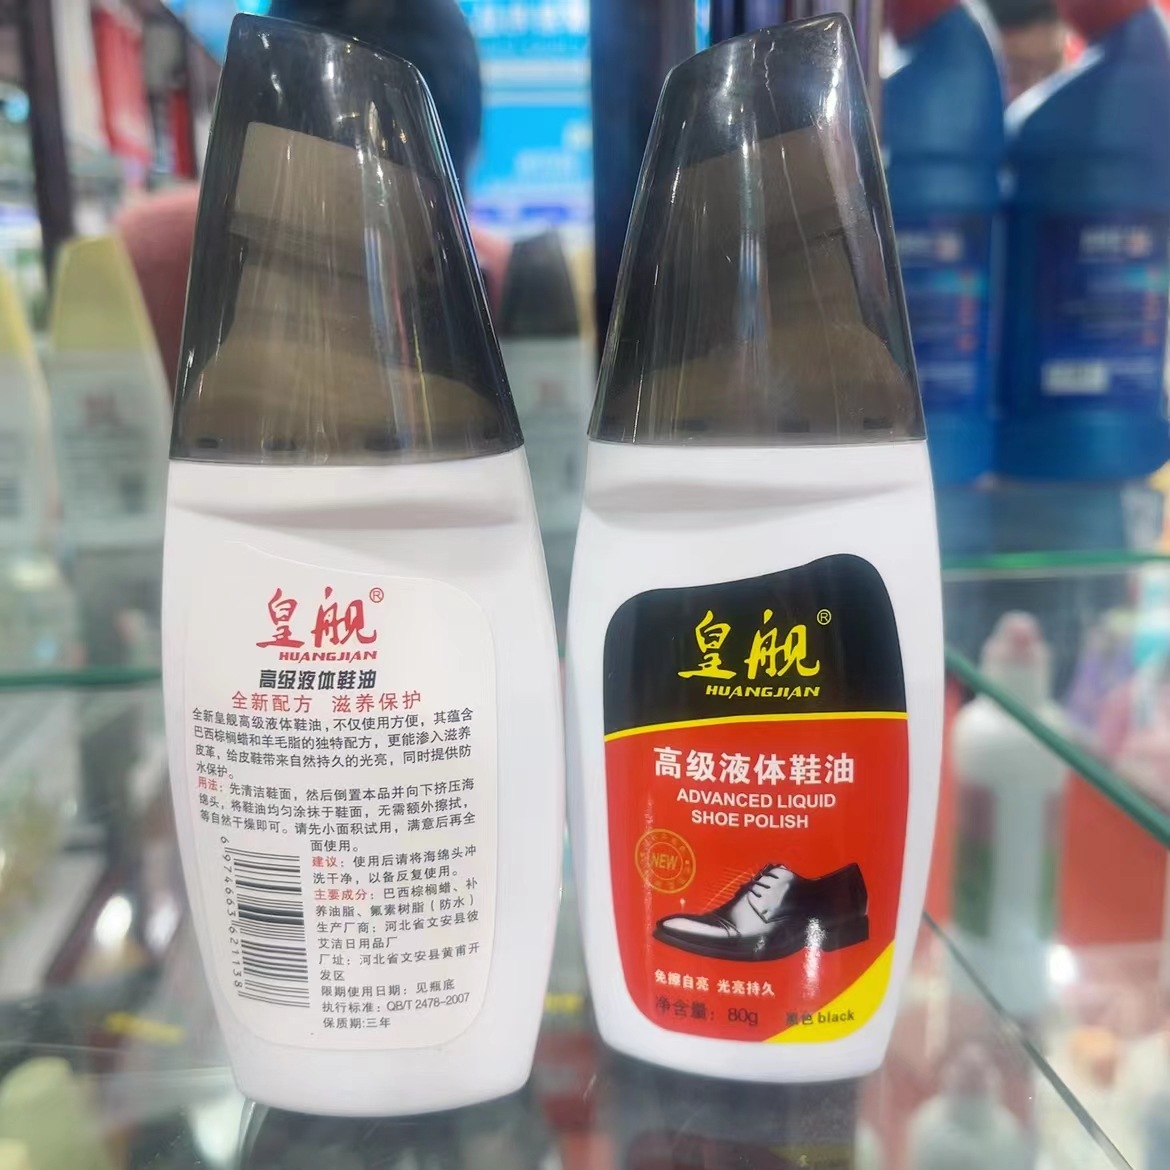 皇舰®
HUANGJIAN
高级液体鞋油
全新配方 滋养保护
全新皇舰高级液体鞋油，不仅使用方便，其蕴含
巴西棕榈蜡和羊毛脂的独特配方，更能渗入滋养
皮革，给皮鞋带来自然持久的光亮，同时提供防
水保护。
用法：先清洁鞋面，然后倒置本品并向下挤压海
绵头，将鞋油均匀涂抹于鞋面，无需额外擦拭，
等自然干燥即可。请先小面积试用，满意后再全
面使用。
建议：使用后请将海绵头冲
洗干净，以备反复使用。
主要成分：巴西棕榈蜡、补
养油脂、氟素树脂（防水）
生产厂商：河北省文安县彼
艾洁日用品厂
厂址：河北省文安县黄甫开
发区
限期使用日期：见瓶底
执行标准：QB/T 2478-2007
保质期:三年
6974663621138
皇舰®
HUANGJIAN
高级液体鞋油
ADVANCED LIQUID
SHOE POLISH
NEW
免擦自亮 光亮持久
净含量：80g
黑色 black